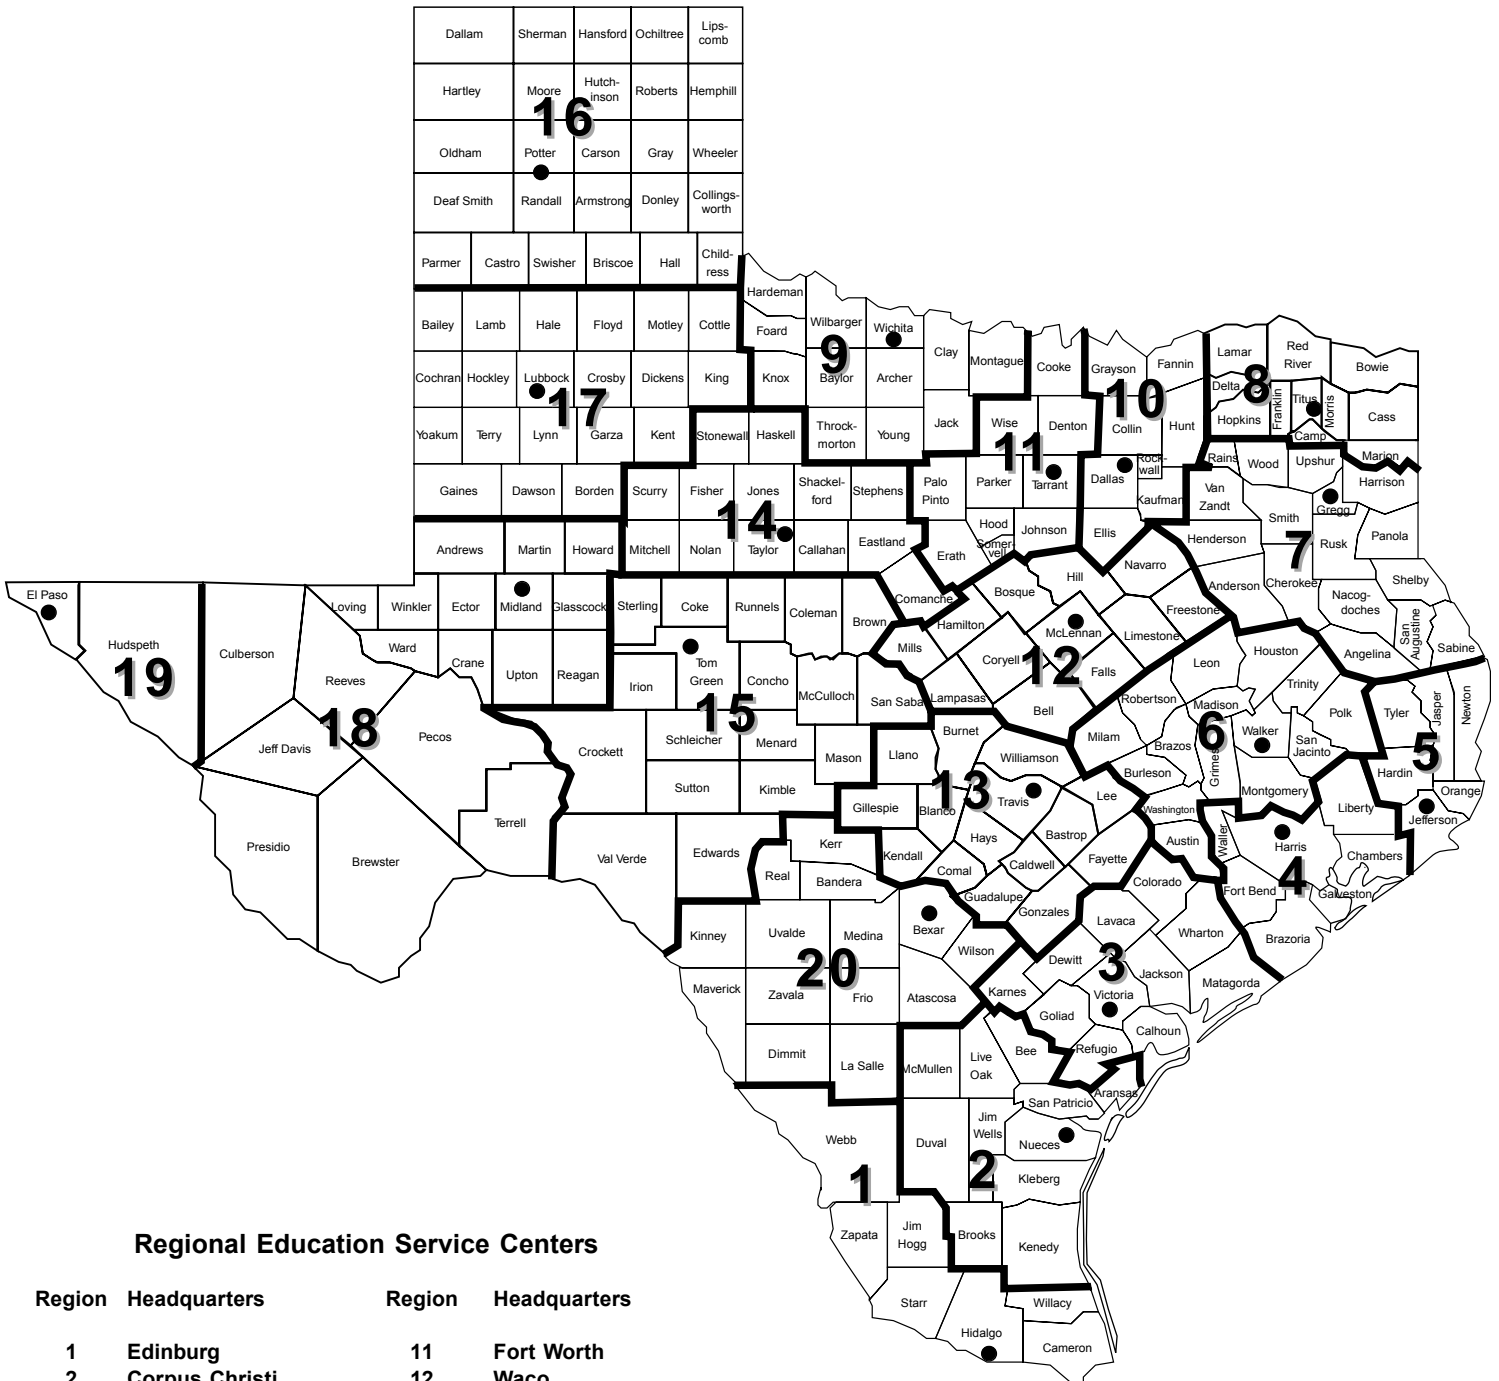 Dallam Sherman Hansford Ochiltree Lips-
comb
Hartley Moore Hutch-
inson Roberts Hemphill
16
Oldham Potter Carson Gray Wheeler
Deaf Smith Randall Armstrong Donley Collings-
worth
Parmer Castro Swisher Briscoe Hall Child-
ress
Hardeman
Bailey Lamb Hale Floyd Motley Cottle Foard Wilbarger Wichita
9
Clay Montague Cooke Grayson Fannin Lamar Red
River Bowie
Cochran Hockley Lubbock Crosby Dickens King Knox Baylor Archer
17
10
8
Delta Hopkins Franklin Titus Morris Cass
Camp
Yoakum Terry Lynn Garza Kent Stonewall Haskell Throck-
morton Young Jack Wise Denton Collin Hunt
11
Rains Wood Upshur Marion
Gaines Dawson Borden Scurry Fisher Jones Shackel-
ford Stephens Palo
Pinto Parker Tarrant Dallas Rock-
wall
Kaufman Van
Zandt Smith Gregg Harrison
14
7
Andrews Martin Howard Mitchell Nolan Taylor Callahan Eastland Erath Hood
Somer-
vell Johnson Ellis Henderson Rusk Panola
Navarro
El Paso Hudspeth Culberson Loving Winkler Ector Midland Glasscock Sterling Coke Runnels Coleman Brown Comanche Bosque Hill Anderson Cherokee Nacog-
doches Shelby
Freestone
San
Augustine
Sabine
19
Reeves Ward Crane Upton Reagan Irion Tom
Green Concho McCulloch San Saba Mills Hamilton Coryell McLennan Limestone Falls Leon Houston Angelina
12
15
Lampasas Bell Robertson Madison Trinity Polk Tyler Jasper Newton
18
Jeff Davis Pecos Crockett Schleicher Menard Mason Llano Burnet Williamson Milam Brazos Grimes Walker San
Jacinto Hardin
6
5
13
Presidio Brewster Terrell Sutton Kimble Gillespie Blanco Travis Lee Burleson Washington Montgomery Liberty Orange
Jefferson
Val Verde Edwards Kerr Kendall Hays Bastrop Fayette Austin Waller Harris Chambers
Real Bandera Comal Caldwell Colorado Fort Bend 4 Galveston
Guadalupe Gonzales Lavaca Wharton Brazoria
Kinney Uvalde Medina Bexar Wilson Dewitt 3
20
Maverick Zavala Frio Atascosa Karnes Victoria Jackson Matagorda
Goliad Calhoun
Dimmit La Salle McMullen Live
Oak Bee Refugio
San Patricio Aransas
Webb Duval Jim
Wells Nueces
1
2
Kleberg
Zapata Jim
Hogg Brooks Kenedy
Starr Hidalgo Willacy
Cameron
Regional Education Service Centers
Region Headquarters Region Headquarters
1 Edinburg 11 Fort Worth
2 Corpus Christi 12 Waco